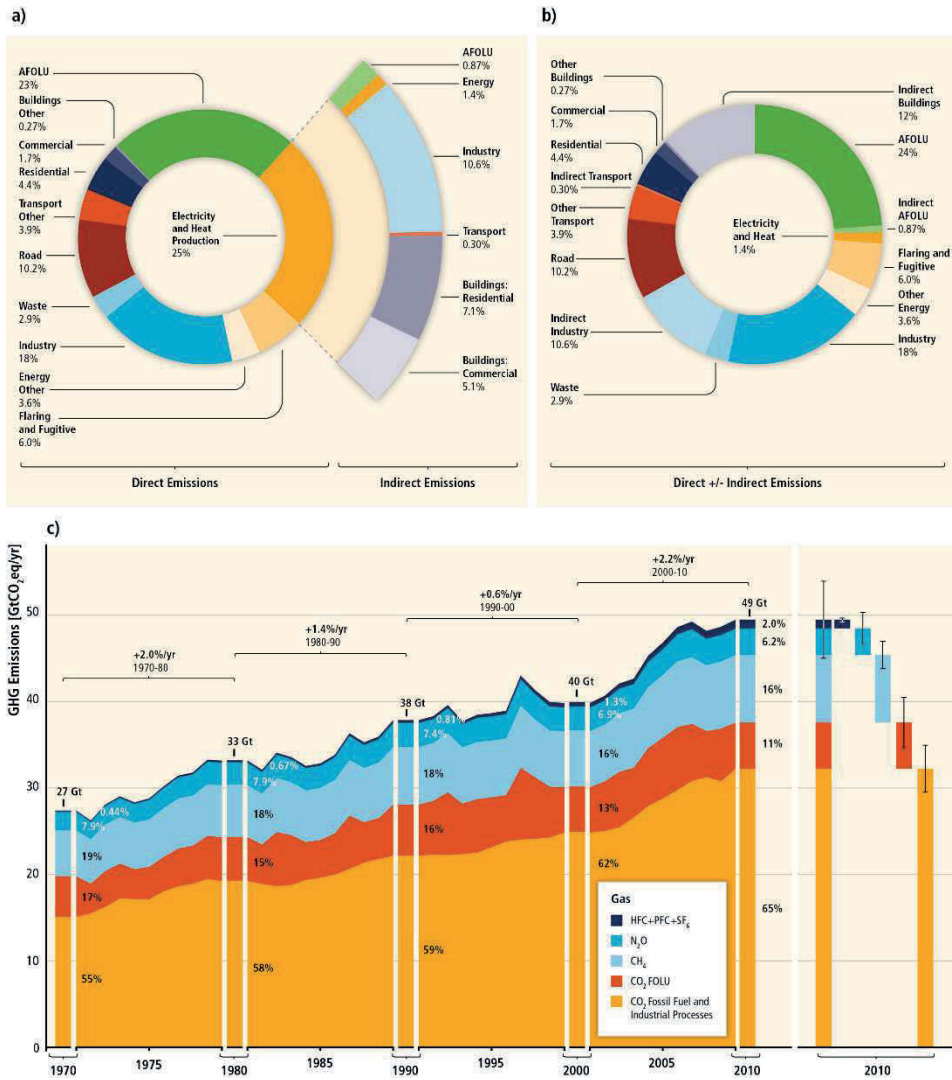 a)
AFOLU
23%
Buildings
Other
0.27%
Commercial
1.7%
Residential
4.4%
Transport
Other
3.9%
Road
10.2%
Waste
2.9%
Industry
18%
Energy
Other
3.6%
Flaring
and Fugitive
6.0%
Electricity
and Heat
Production
25%
AFOLU
0.87%
Energy
1.4%
Industry
10.6%
Transport
0.30%
Buildings:
Residential
7.1%
Buildings:
Commercial
5.1%
Direct Emissions
Indirect Emissions
b)
Other
Buildings
0.27%
Commercial
1.7%
Residential
4.4%
Indirect Transport
0.30%
Other
Transport
3.9%
Road
10.2%
Indirect
Industry
10.6%
Waste
2.9%
Electricity
and Heat
1.4%
Indirect
Buildings
12%
AFOLU
24%
Indirect
AFOLU
0.87%
Flaring and
Fugitive
6.0%
Other
Energy
3.6%
Industry
18%
Direct +/- Indirect Emissions
c)
GHG Emissions [GtCO₂eq/yr]
50
40
30
20
10
0
+2.0%/yr
1970-80
+1.4%/yr
1980-90
+0.6%/yr
1990-00
+2.2%/yr
2000-10
27 Gt
0.44%
7.9%
19%
17%
55%
33 Gt
0.67%
7.9%
18%
15%
58%
38 Gt
0.81%
7.4%
18%
16%
59%
40 Gt
1.3%
6.9%
16%
13%
62%
49 Gt
2.0%
6.2%
16%
11%
65%
Gas
HFC+PFC+SF₆
N₂O
CH₄
CO₂ FOLU
CO₂ Fossil Fuel and
Industrial Processes
1970
1975
1980
1985
1990
1995
2000
2005
2010
2010